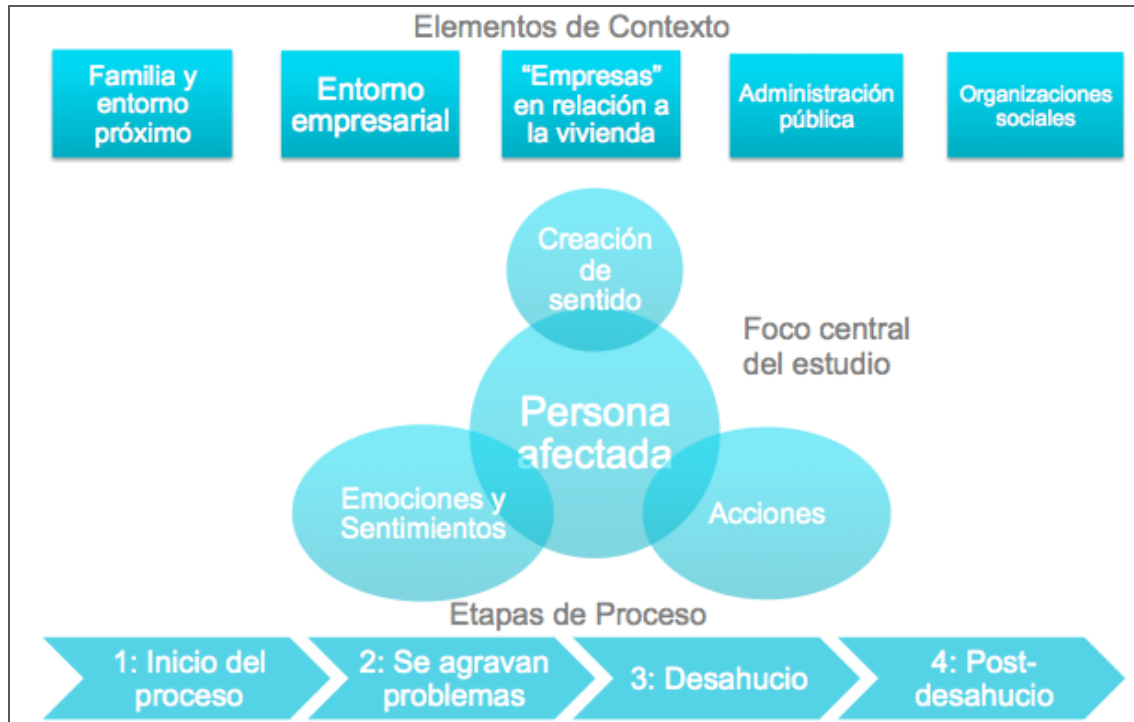 Elementos de Contexto
Familia y
entorno
próximo
Entorno
empresarial
“Empresas”
en relación a
la vivienda
Administración
pública
Organizaciones
sociales
Creación
de
sentido
Foco central
del estudio
Persona
afectada
Emociones y
Sentimientos
Acciones
Etapas de Proceso
1: Inicio del
proceso
2: Se agravan
problemas
3: Desahucio
4: Post-
desahucio